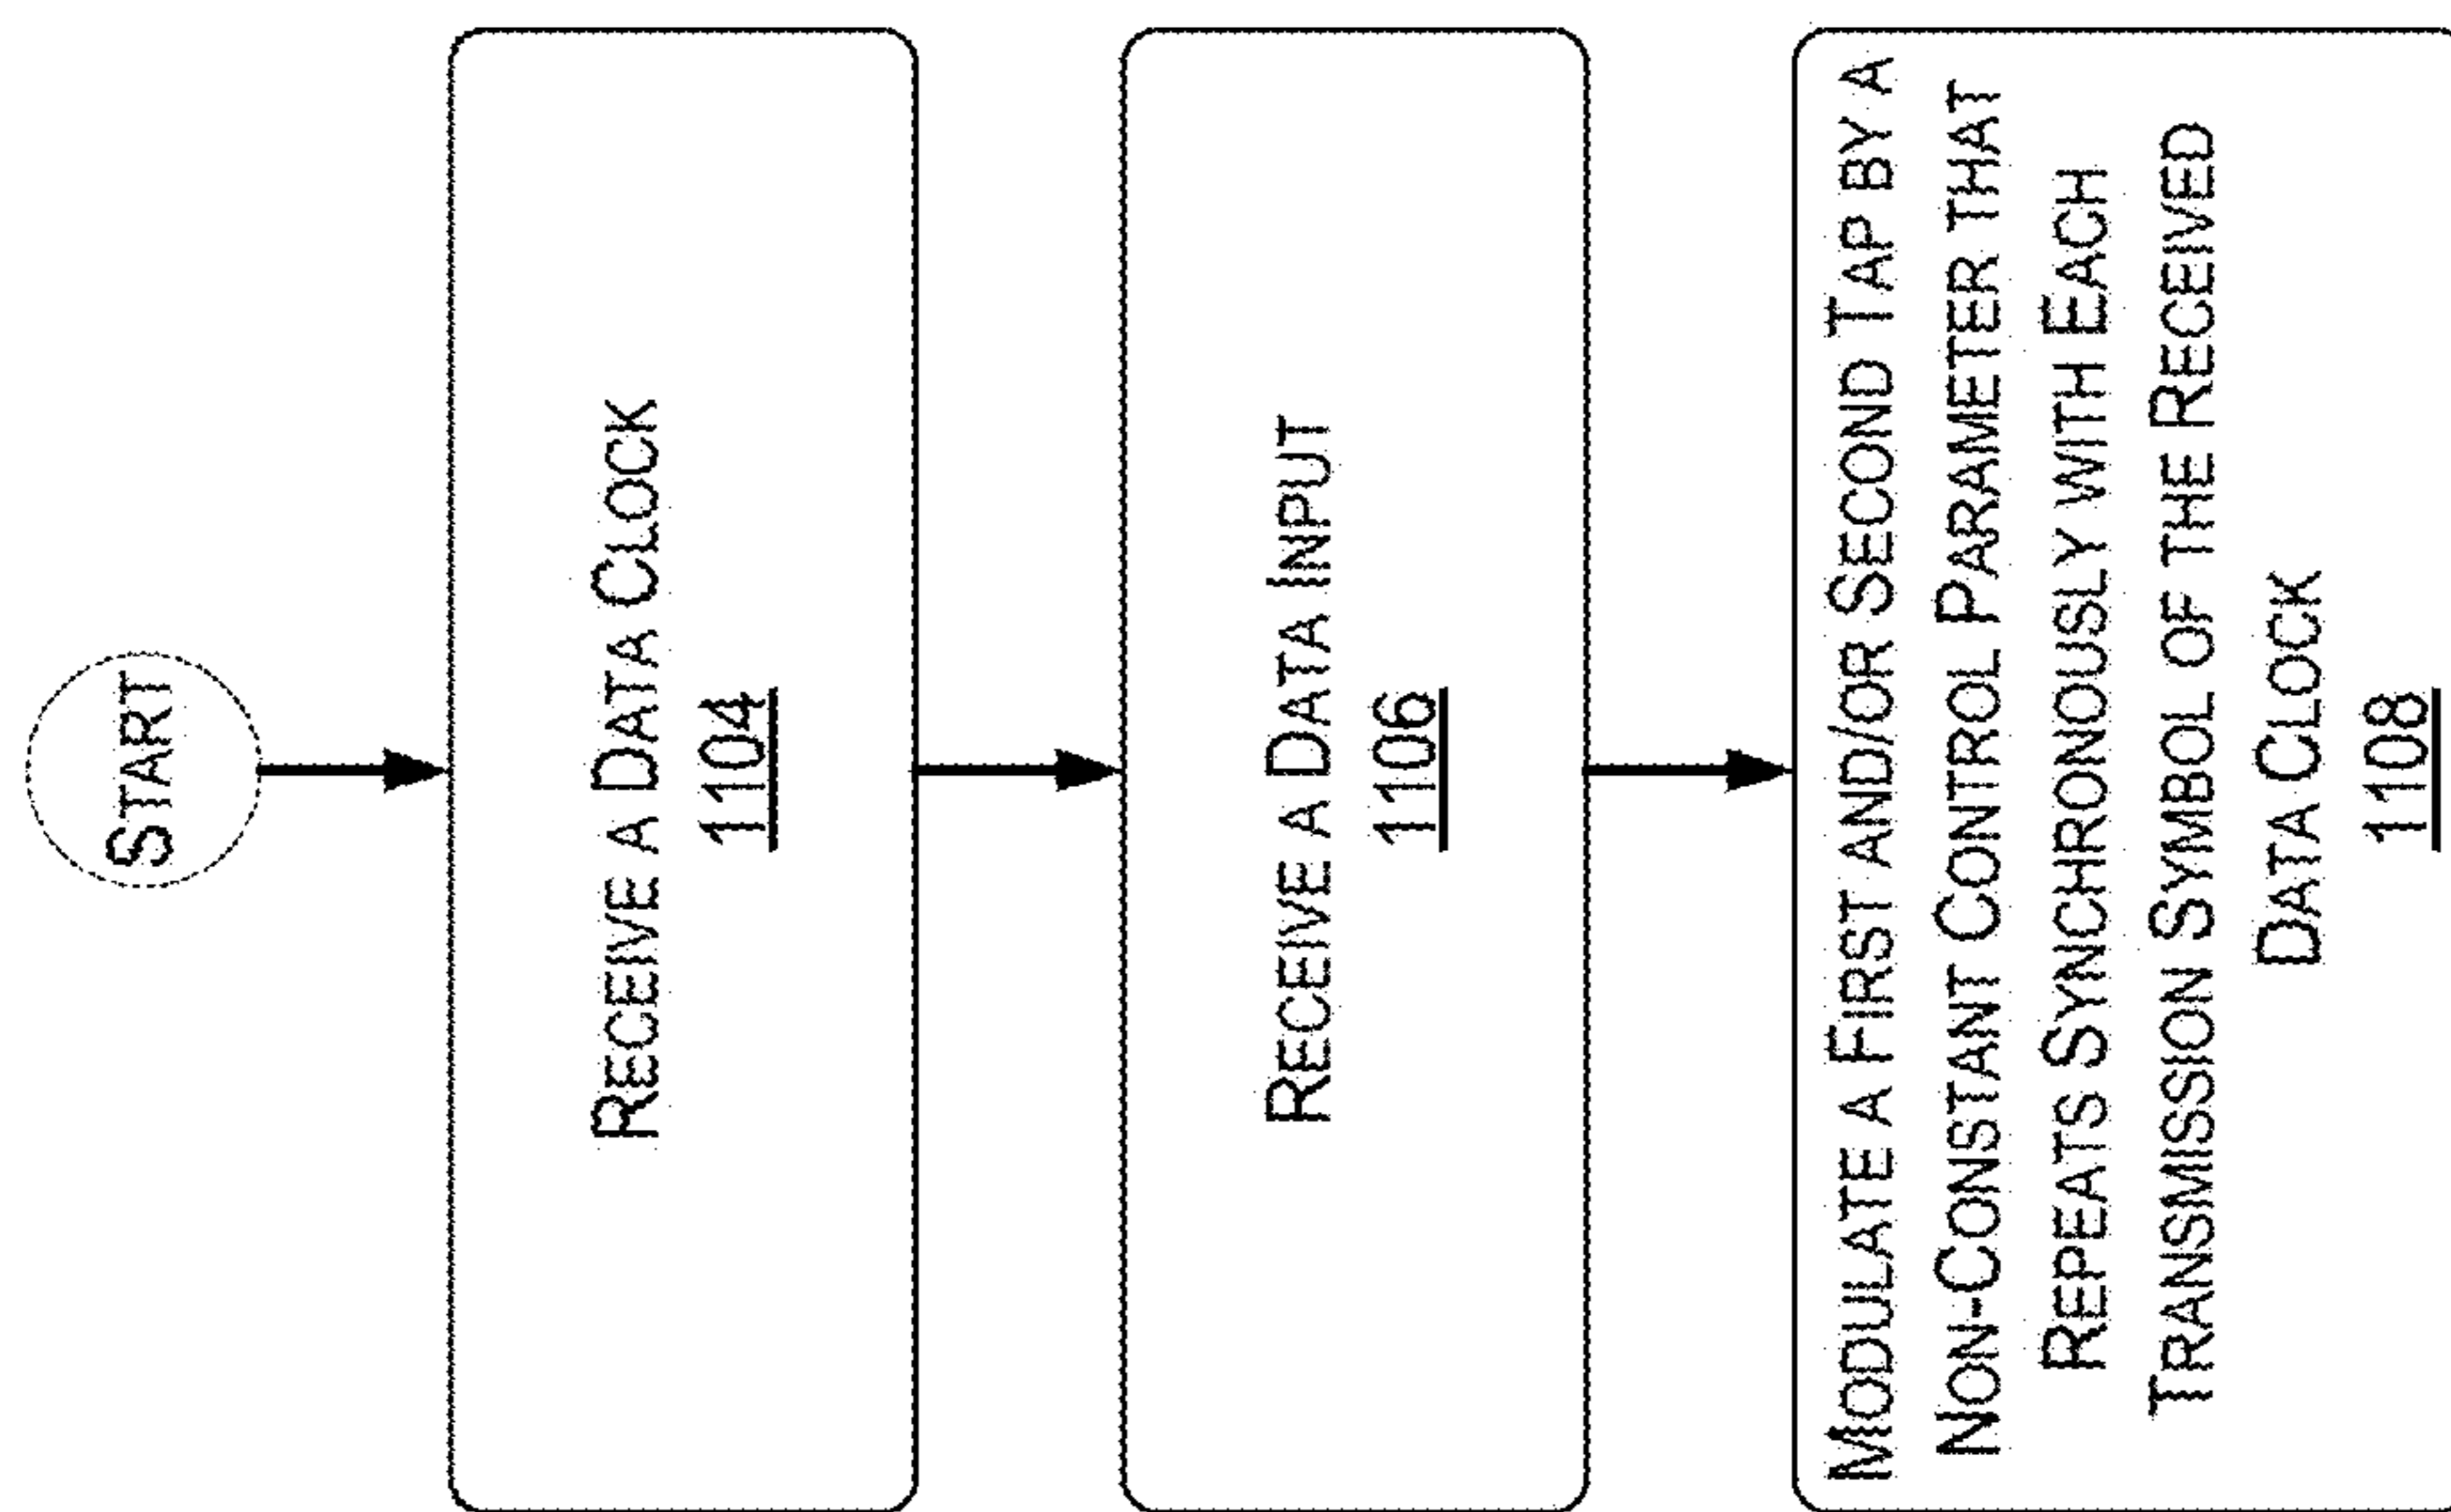 START
RECEIVE A DATA CLOCK
1104
RECEIVE A DATA INPUT
1106
MODULATE A FIRST AND/OR SECOND TAP BY A
NON-CONSTANT CONTROL PARAMETER THAT
REPEATS SYNCHRONOUSLY WITH EACH
TRANSMISSION SYMBOL OF THE RECEIVED
DATA CLOCK
1108